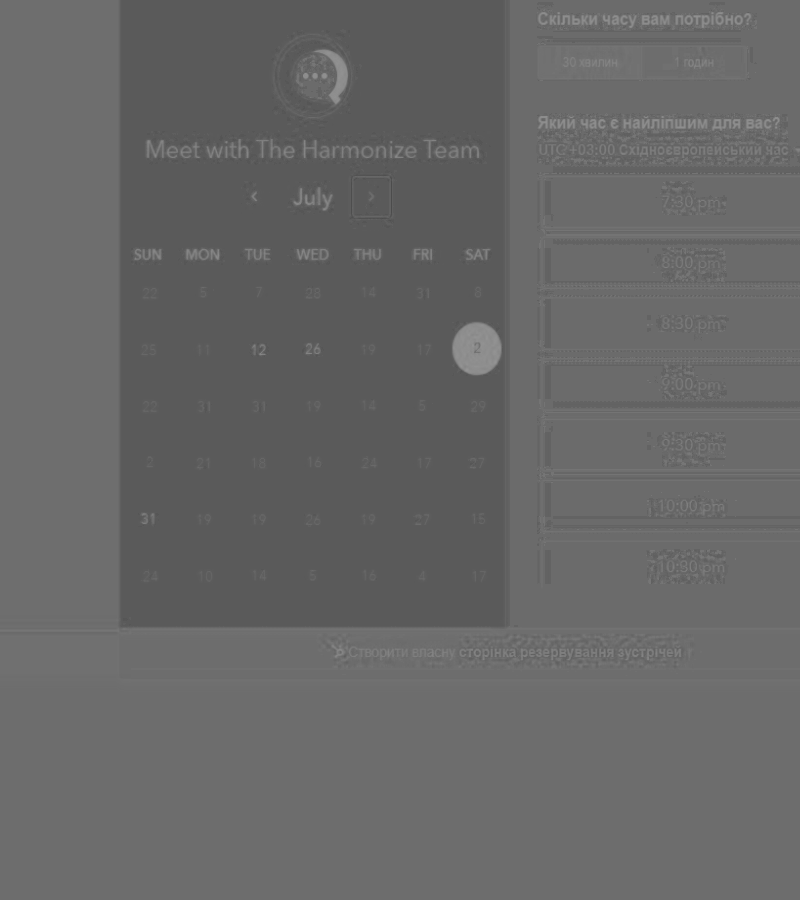 Meet with The Harmonize Team
July
SUN MON TUE WED THU FRI SAT
22 5 7 28 14 31 8
25 11 12 26 19 17 2
22 31 31 19 14 5 29
2 21 18 16 24 17 27
31 19 19 26 19 27 15
24 10 14 5 16 4 17
Скільки часу вам потрібно?
30 хвилин 1 годин
Який час є найліпшим для вас?
UTC +03:00 Східноєвропейський час
7:30 pm
8:00 pm
8:30 pm
9:00 pm
9:30 pm
10:00 pm
10:30 pm
Створити власну сторінка резервування зустрічей